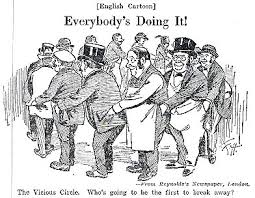 [English Cartoon]
Everybody's Doing It!
—From Reynolds's Newspaper, London.
The Vicious Circle. Who's going to be the first to break away?